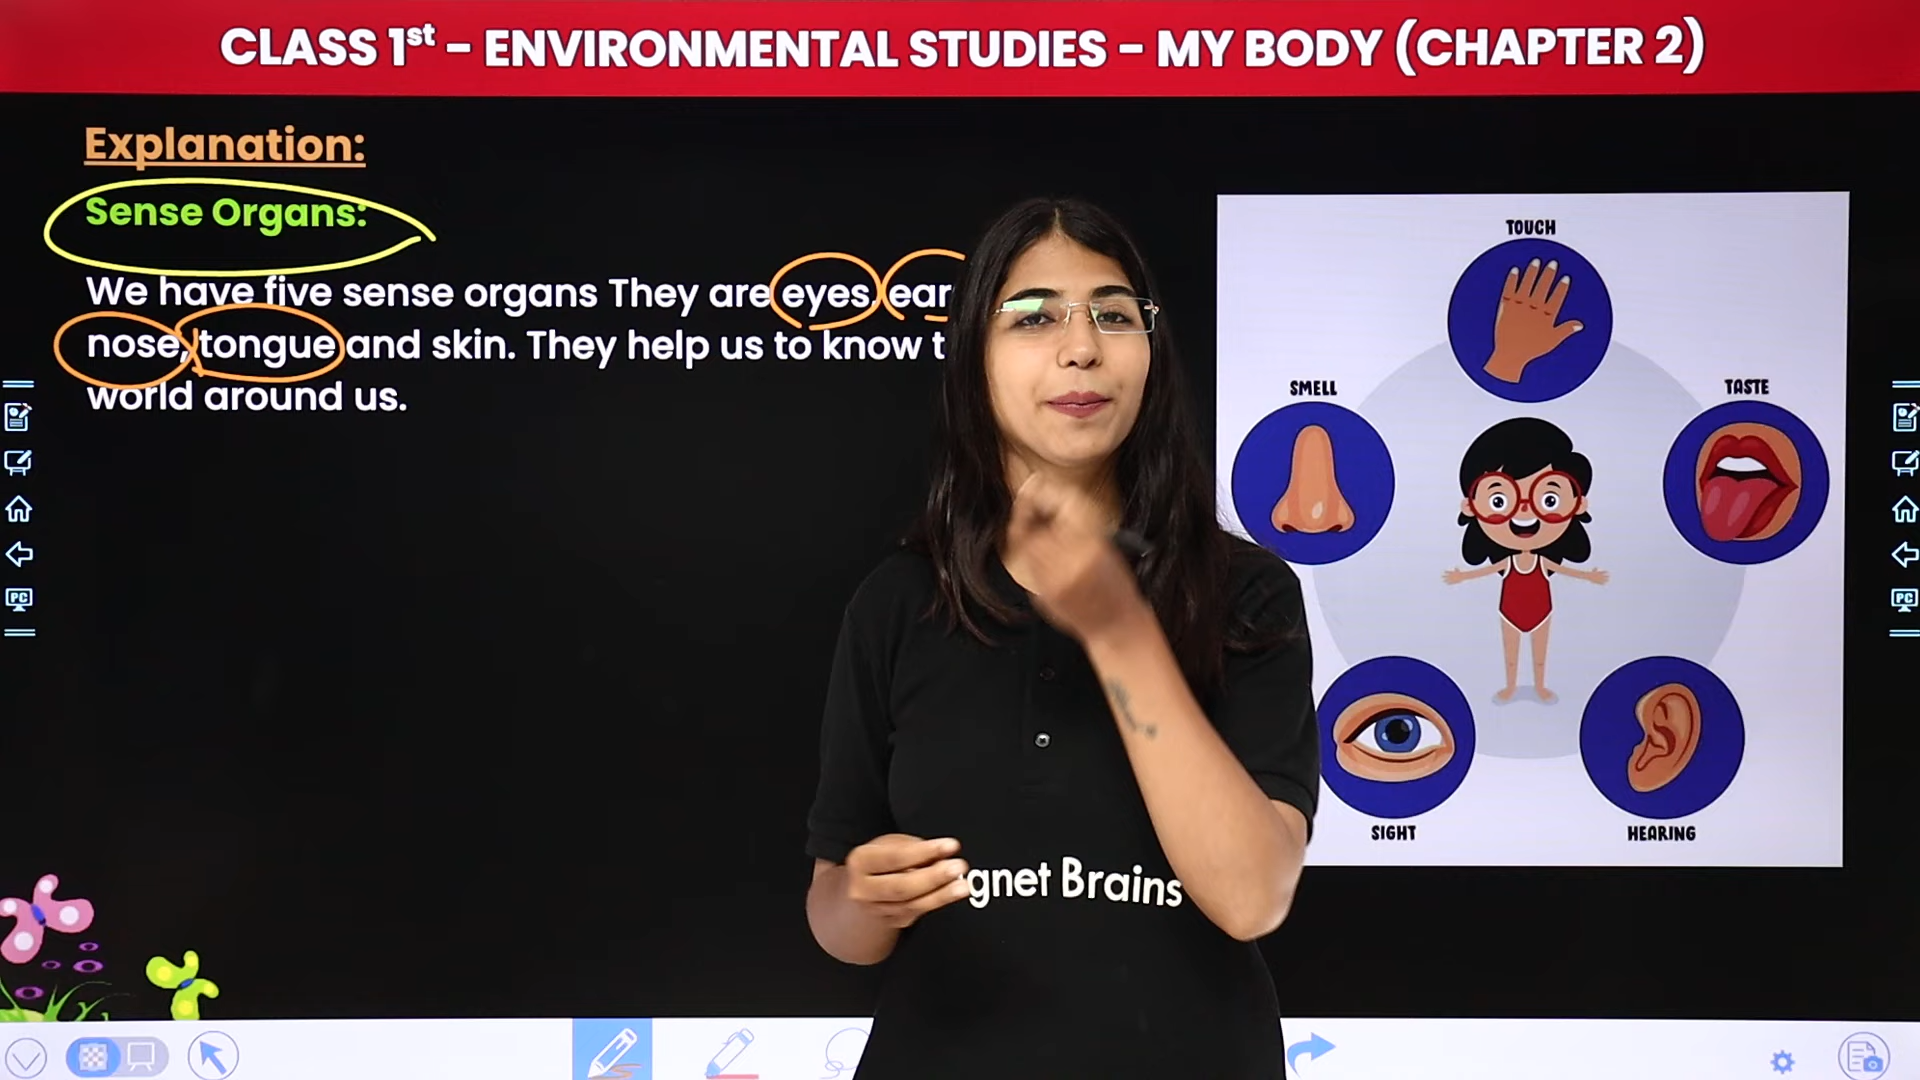 CLASS 1st - ENVIRONMENTAL STUDIES - MY BODY (CHAPTER 2)
Explanation:
Sense Organs:
We have five sense organs They are eyes, ear
nose, tongue and skin. They help us to know t
world around us.
TOUCH
SMELL
TASTE
SIGHT
HEARING
gnet Brains
PC
PC